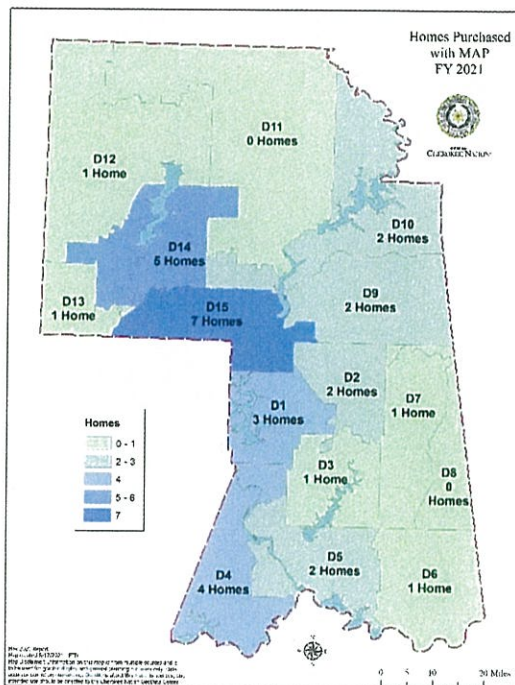 Homes Purchased
with MAP
FY 2021
CHEROKEE NATION
D11
0 Homes
D12
1 Home
D10
2 Homes
D14
5 Homes
D9
2 Homes
D13
1 Home
D15
7 Homes
D2
2 Homes
D7
1 Home
D1
3 Homes
Homes
0 - 1
2 - 3
4
5 - 6
7
D3
1 Home
D8
0
Homes
D5
2 Homes
D4
4 Homes
D6
1 Home
0 10 20 Miles